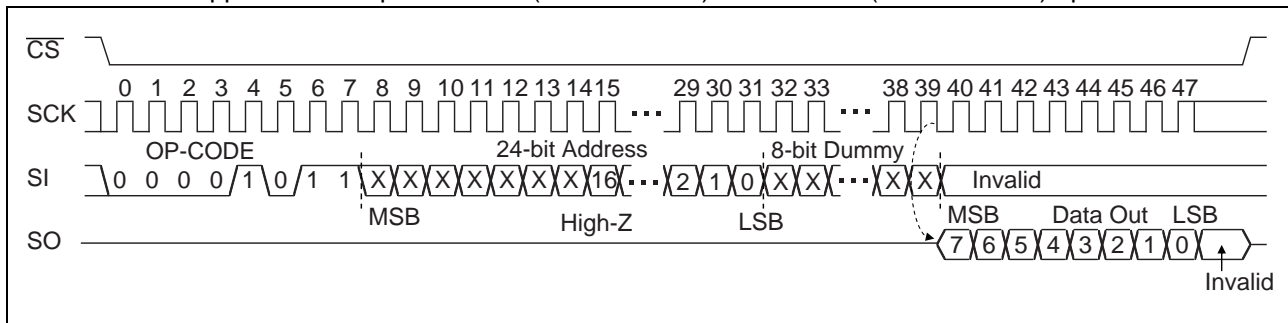 CS
0 1 2 3 4 5 6 7 8 9 10 11 12 13 14 15 29 30 31 32 33 38 39 40 41 42 43 44 45 46 47
SCK
OP-CODE 24-bit Address 8-bit Dummy
SI 0 0 0 0 1 0 1 1 X X X X X X X 16 2 1 0 X X X X Invalid
MSB High-Z LSB MSB Data Out LSB
SO 7 6 5 4 3 2 1 0
Invalid